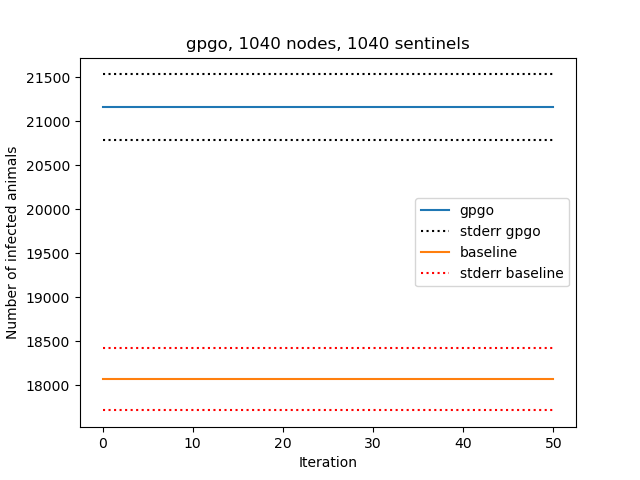 gpgo, 1040 nodes, 1040 sentinels
Number of infected animals
21500
21000
20500
20000
19500
19000
18500
18000
gpgo
stderr gpgo
baseline
stderr baseline
0 10 20 30 40 50
Iteration